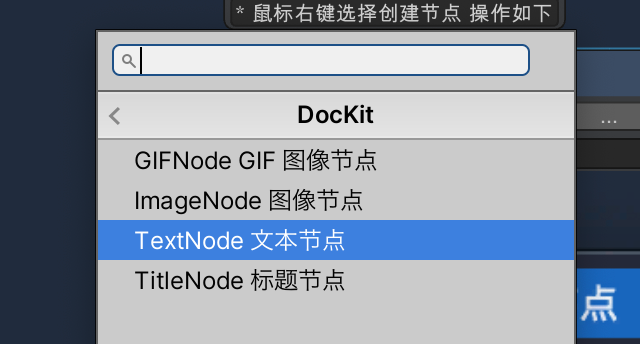 * 鼠标右键选择创建节点 操作如下
DocKit
...
GIFNode GIF 图像节点
ImageNode 图像节点
TextNode 文本节点
TitleNode 标题节点
点